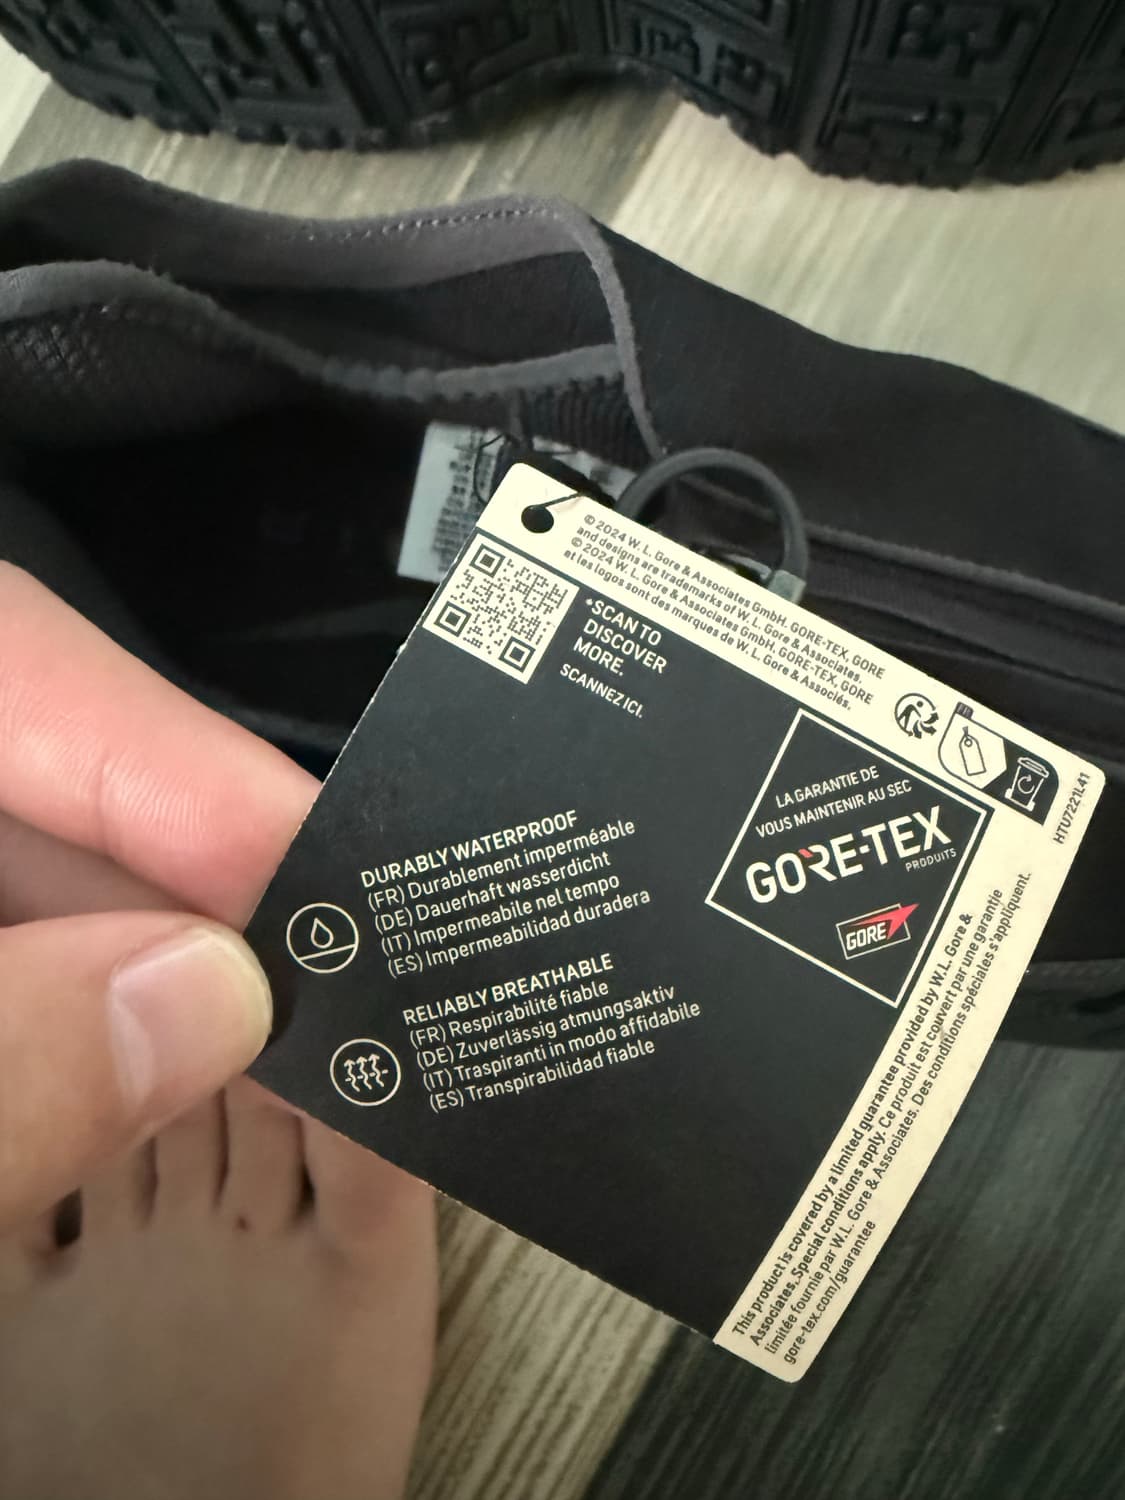 © 2024 W. L. Gore & Associates GmbH. GORE-TEX, GORE
and designs are trademarks of W. L. Gore & Associates.
© 2024 W. L. Gore & Associates GmbH. GORE-TEX, GORE
et les logos sont des marques de W. L. Gore & Associés.
*SCAN TO
DISCOVER
MORE.
SCANNEZ ICI.
HTU7221L41
LA GARANTIE DE
VOUS MAINTENIR AU SEC
GORE-TEX
PRODUITS
GORE
DURABLY WATERPROOF
(FR) Durablement imperméable
(DE) Dauerhaft wasserdicht
(IT) Impermeabile nel tempo
(ES) Impermeabilidad duradera
RELIABLY BREATHABLE
(FR) Respirabilité fiable
(DE) Zuverlässig atmungsaktiv
(IT) Traspiranti in modo affidabile
(ES) Transpirabilidad fiable
This product is covered by a limited guarantee provided by W.L. Gore &
Associates. Special conditions apply. Ce produit est couvert par une garantie
limitée fournie par W.L. Gore & Associates. Des conditions spéciales s'appliquent.
gore-tex.com/guarantee